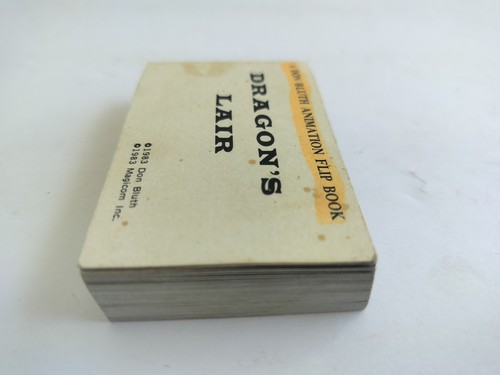 A DON BLUTH ANIMATION FLIP BOOK
DRAGON'S
LAIR
©1983 Don Bluth
©1983 Magicom Inc.